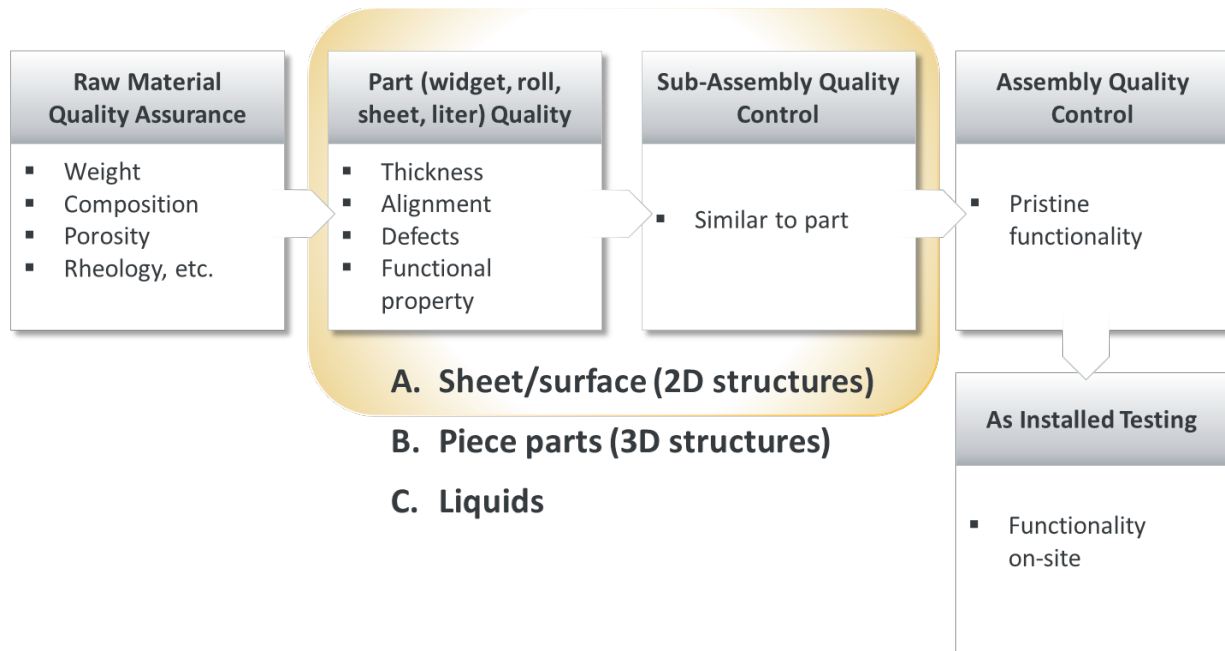 Raw Material
Quality Assurance
▪ Weight
▪ Composition
▪ Porosity
▪ Rheology, etc.
Part (widget, roll,
sheet, liter) Quality
▪ Thickness
▪ Alignment
▪ Defects
▪ Functional
property
Sub-Assembly Quality
Control
▪ Similar to part
Assembly Quality
Control
▪ Pristine
functionality
A. Sheet/surface (2D structures)
B. Piece parts (3D structures)
C. Liquids
As Installed Testing
▪ Functionality
on-site